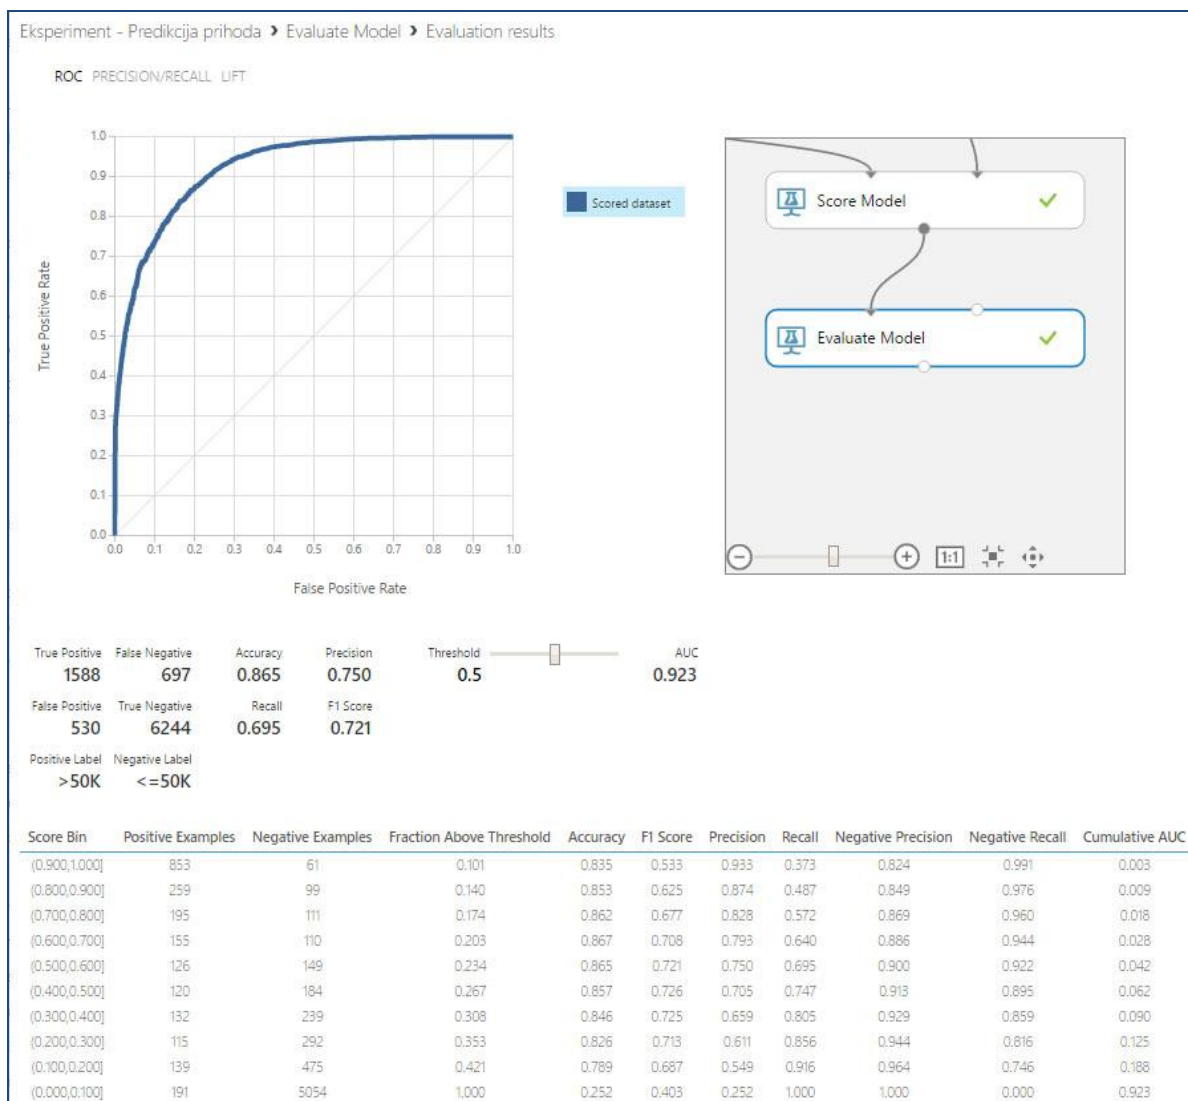 Eksperiment - Predikcija prihoda › Evaluate Model › Evaluation results
ROC PRECISION/RECALL LIFT
1.0
0.9
0.8
0.7
0.6
0.5
0.4
0.3
0.2
0.1
0.0
True Positive Rate
0.0 0.1 0.2 0.3 0.4 0.5 0.6 0.7 0.8 0.9 1.0
False Positive Rate
Scored dataset
Score Model
Evaluate Model
1:1
True Positive False Negative Accuracy Precision Threshold AUC
1588 697 0.865 0.750 0.5 0.923
False Positive True Negative Recall F1 Score
530 6244 0.695 0.721
Positive Label Negative Label
>50K <=50K
Score Bin Positive Examples Negative Examples Fraction Above Threshold Accuracy F1 Score Precision Recall Negative Precision Negative Recall Cumulative AUC
(0.900,1.000] 853 61 0.101 0.835 0.533 0.933 0.373 0.824 0.991 0.003
(0.800,0.900] 259 99 0.140 0.853 0.625 0.874 0.487 0.849 0.976 0.009
(0.700,0.800] 195 111 0.174 0.862 0.677 0.828 0.572 0.869 0.960 0.018
(0.600,0.700] 155 110 0.203 0.867 0.708 0.793 0.640 0.886 0.944 0.028
(0.500,0.600] 126 149 0.234 0.865 0.721 0.750 0.695 0.900 0.922 0.042
(0.400,0.500] 120 184 0.267 0.857 0.726 0.705 0.747 0.913 0.895 0.062
(0.300,0.400] 132 239 0.308 0.846 0.725 0.659 0.805 0.929 0.859 0.090
(0.200,0.300] 115 292 0.353 0.826 0.713 0.611 0.856 0.944 0.816 0.125
(0.100,0.200] 139 475 0.421 0.789 0.687 0.549 0.916 0.964 0.746 0.188
(0.000,0.100] 191 5054 1.000 0.252 0.403 0.252 1.000 1.000 0.000 0.923